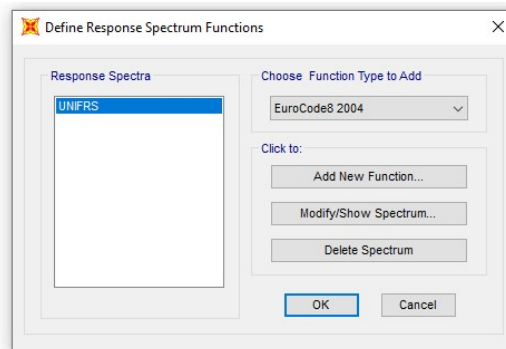 Define Response Spectrum Functions
Response Spectra
UNIFRS
Choose Function Type to Add
EuroCode8 2004
Click to:
Add New Function...
Modify/Show Spectrum...
Delete Spectrum
OK
Cancel